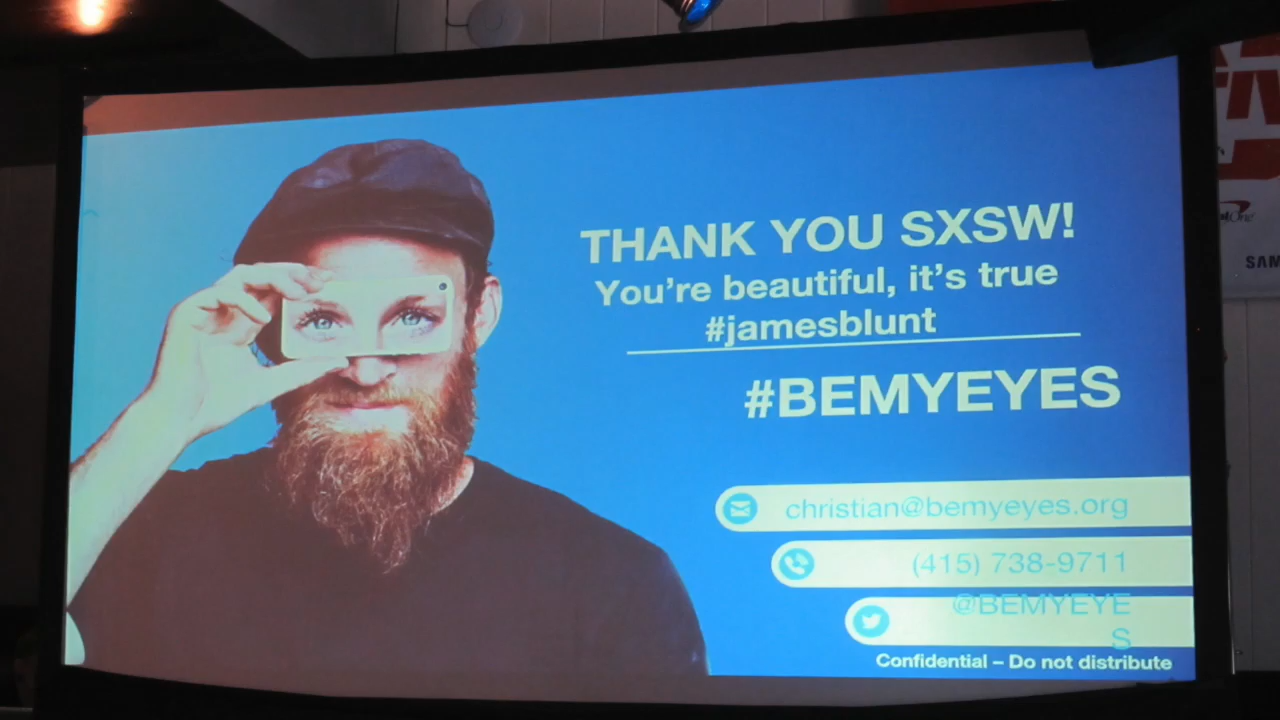 THANK YOU SXSW!
You're beautiful, it's true
#jamesblunt
#BEMYEYES
christian@bemyeyes.org
(415) 738-9711
@BEMYEYE
S
Confidential – Do not distribute